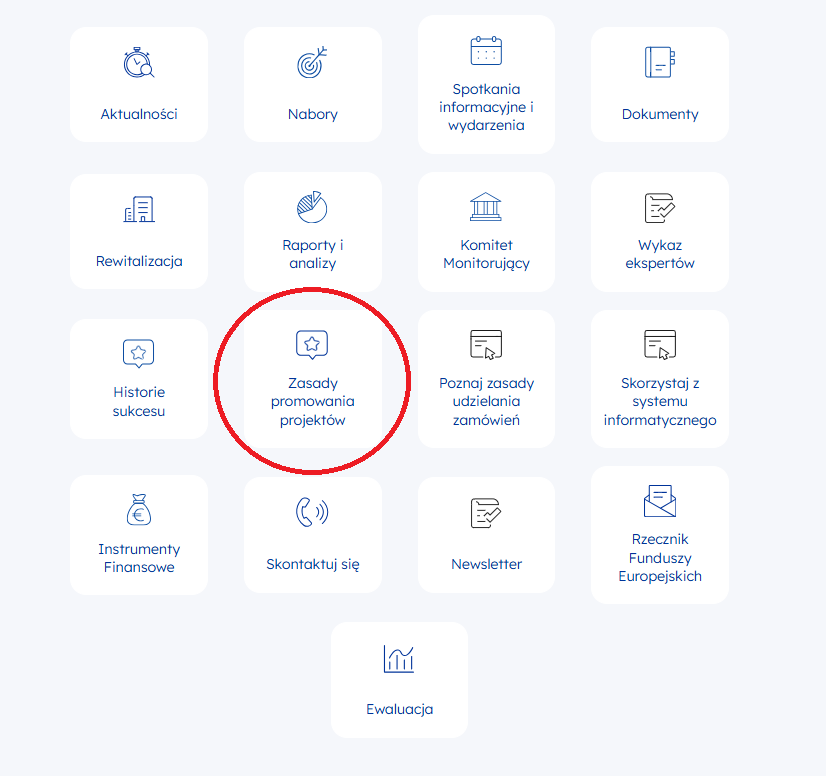 Aktualności
Nabory
Spotkania
informacyjne i
wydarzenia
Dokumenty
Rewitalizacja
Raporty i
analizy
Komitet
Monitorujący
Wykaz
ekspertów
Historie
sukcesu
Zasady
promowania
projektów
Poznaj zasady
udzielania
zamówień
Skorzystaj z
systemu
informatycznego
Instrumenty
Finansowe
Skontaktuj się
Newsletter
Rzecznik
Funduszy
Europejskich
Ewaluacja